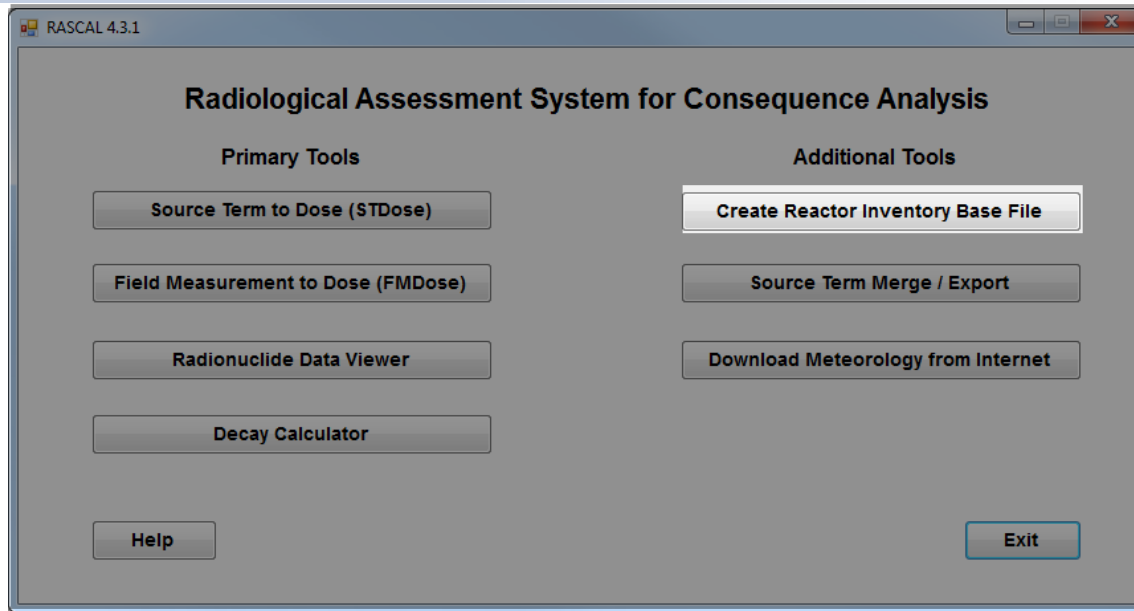 RASCAL 4.3.1
Radiological Assessment System for Consequence Analysis
Primary Tools
Additional Tools
Source Term to Dose (STDose)
Create Reactor Inventory Base File
Field Measurement to Dose (FMDose)
Source Term Merge / Export
Radionuclide Data Viewer
Download Meteorology from Internet
Decay Calculator
Help
Exit